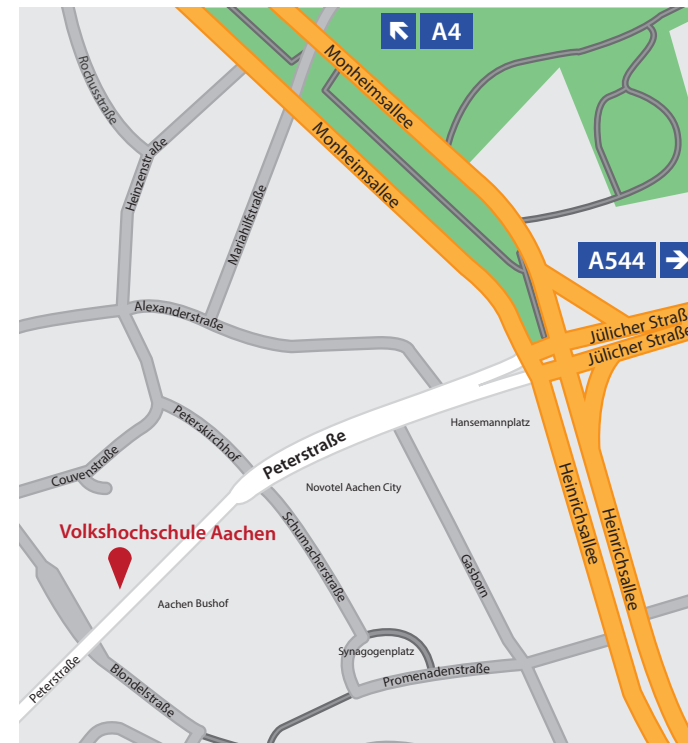 A4
Monheimsallee
Monheimsallee
Rochusstraße
Heinzenstraße
Mariahilfstraße
A544
Alexanderstraße
Jülicher Straß
Jülicher Straße
Peterskirchhof
Hansemannplatz
Peterstraße
Couvenstraße
Novotel Aachen City
Heinrichsallee
Heinrichsallee
Volkshochschule Aachen
Schumacherstraße
Gasborn
Aachen Bushof
Synagogenplatz
Promenadenstraße
Peterstraße
Blondelstraße